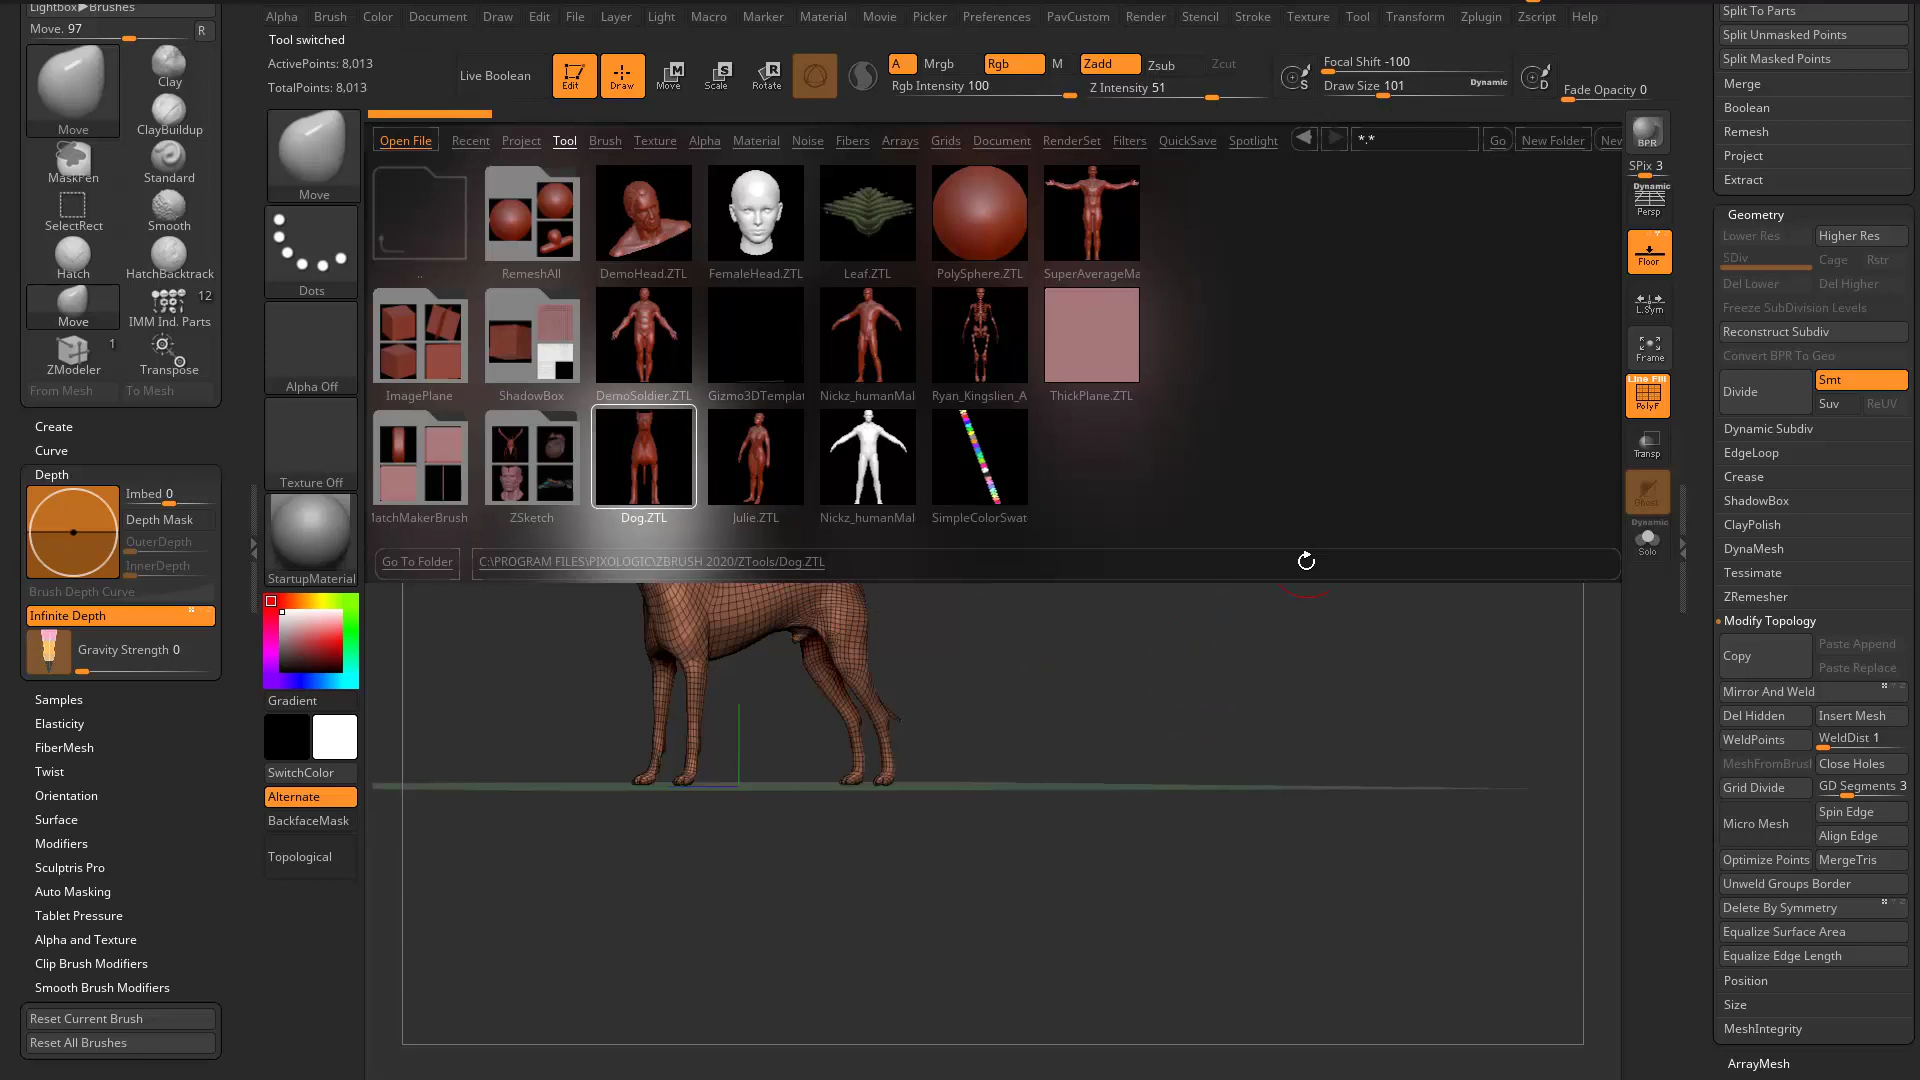 Lightbox▶Brushes
Move. 97
R
Move
Clay
ClayBuildup
MaskPen
Standard
SelectRect
Smooth
Hatch
HatchBacktrack
Move
12
IMM Ind. Parts
1
ZModeler
Transpose
From Mesh
To Mesh
Create
Curve
Depth
Imbed 0
Depth Mask
OuterDepth
InnerDepth
Brush Depth Curve
Infinite Depth
Gravity Strength 0
Samples
Elasticity
FiberMesh
Twist
Orientation
Surface
Modifiers
Sculptris Pro
Auto Masking
Tablet Pressure
Alpha and Texture
Clip Brush Modifiers
Smooth Brush Modifiers
Reset Current Brush
Reset All Brushes
Alpha Brush Color Document Draw Edit File Layer Light Macro Marker Material Movie Picker Preferences PavCustom Render Stencil Stroke Texture Tool Transform Zplugin Zscript Help
Tool switched
ActivePoints: 8,013
TotalPoints: 8,013
Live Boolean
Edit
Draw
Move
Scale
Rotate
A Mrgb Rgb M Zadd Zsub Zcut
Rgb Intensity 100
Z Intensity 51
S
Focal Shift -100
Draw Size 101
Dynamic
D
Fade Opacity 0
Move
Dots
Alpha Off
Texture Off
StartupMaterial
Gradient
SwitchColor
Alternate
BackfaceMask
Topological
Open File Recent Project Tool Brush Texture Alpha Material Noise Fibers Arrays Grids Document RenderSet Filters QuickSave Spotlight *.* Go New Folder New
.. RemeshAll DemoHead.ZTL FemaleHead.ZTL Leaf.ZTL PolySphere.ZTL SuperAverageMa
ImagePlane ShadowBox DemoSoldier.ZTL Gizmo3DTemplat Nickz_humanMal Ryan_Kingslien_A ThickPlane.ZTL
MatchMakerBrush ZSketch Dog.ZTL Julie.ZTL Nickz_humanMal SimpleColorSwat
Go To Folder C:\PROGRAM FILES\PIXOLOGIC\ZBRUSH 2020/ZTools/Dog.ZTL
BPR
SPix 3
Dynamic
Persp
Floor
L.Sym
Frame
Line Fill
PolyF
Transp
Ghost
Dynamic
Solo
Split To Parts
Split Unmasked Points
Split Masked Points
Merge
Boolean
Remesh
Project
Extract
Geometry
Lower Res Higher Res
SDiv Cage Rstr
Del Lower Del Higher
Freeze SubDivision Levels
Reconstruct Subdiv
Convert BPR To Geo
Divide Smt
Suv ReUV
Dynamic Subdiv
EdgeLoop
Crease
ShadowBox
ClayPolish
DynaMesh
Tessimate
ZRemesher
Modify Topology
Copy Paste Append
Paste Replace
Mirror And Weld
Del Hidden Insert Mesh
WeldPoints WeldDist 1
MeshFromBrush Close Holes
Grid Divide GD Segments 3
Micro Mesh Spin Edge
Align Edge
Optimize Points MergeTris
Unweld Groups Border
Delete By Symmetry
Equalize Surface Area
Equalize Edge Length
Position
Size
MeshIntegrity
ArrayMesh